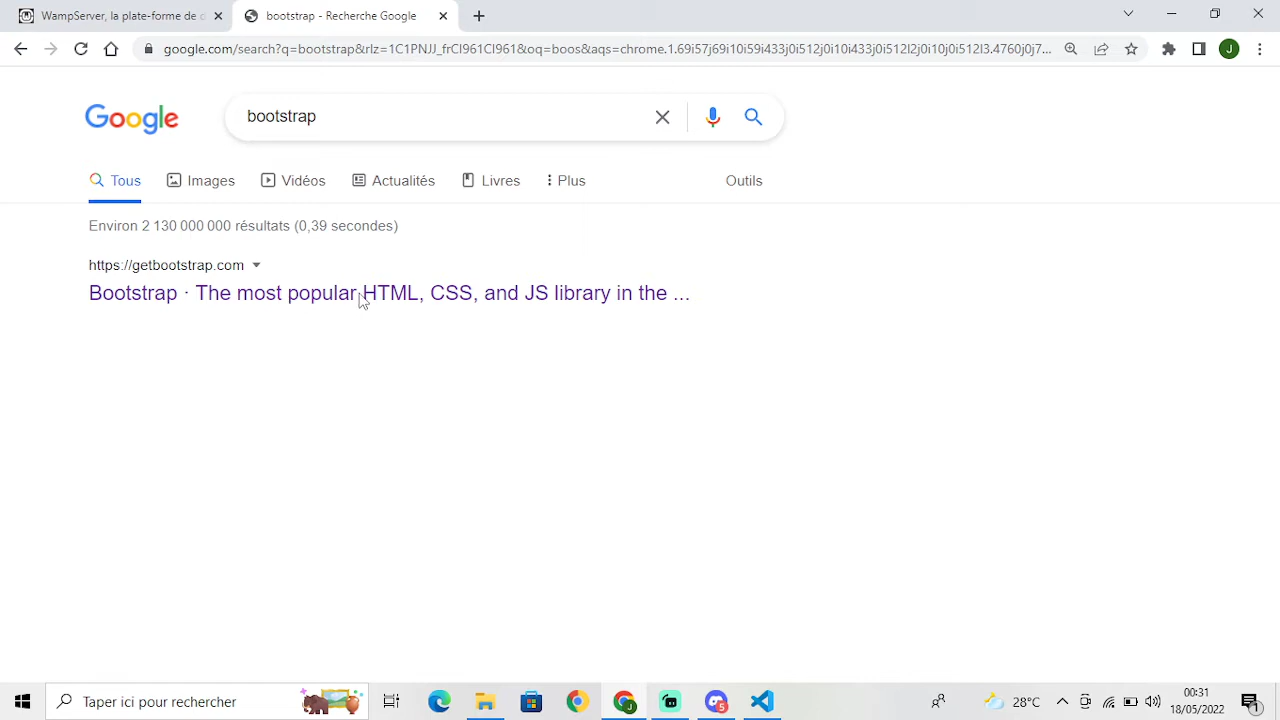 WampServer, la plate-forme de d
bootstrap - Recherche Google
google.com/search?q=bootstrap&rlz=1C1PNJJ_frCI961CI961&oq=boos&aqs=chrome.1.69i57j69i10i59i433j0i512j0i10i433j0i512l2j0i10j0i512l3.4760j0j7...
J
Google
bootstrap
Tous
Images
Vidéos
Actualités
Livres
Plus
Outils
Environ 2 130 000 000 résultats (0,39 secondes)
https://getbootstrap.com
Bootstrap · The most popular HTML, CSS, and JS library in the ...
Taper ici pour rechercher
J
5
28°C
00:31
18/05/2022
1